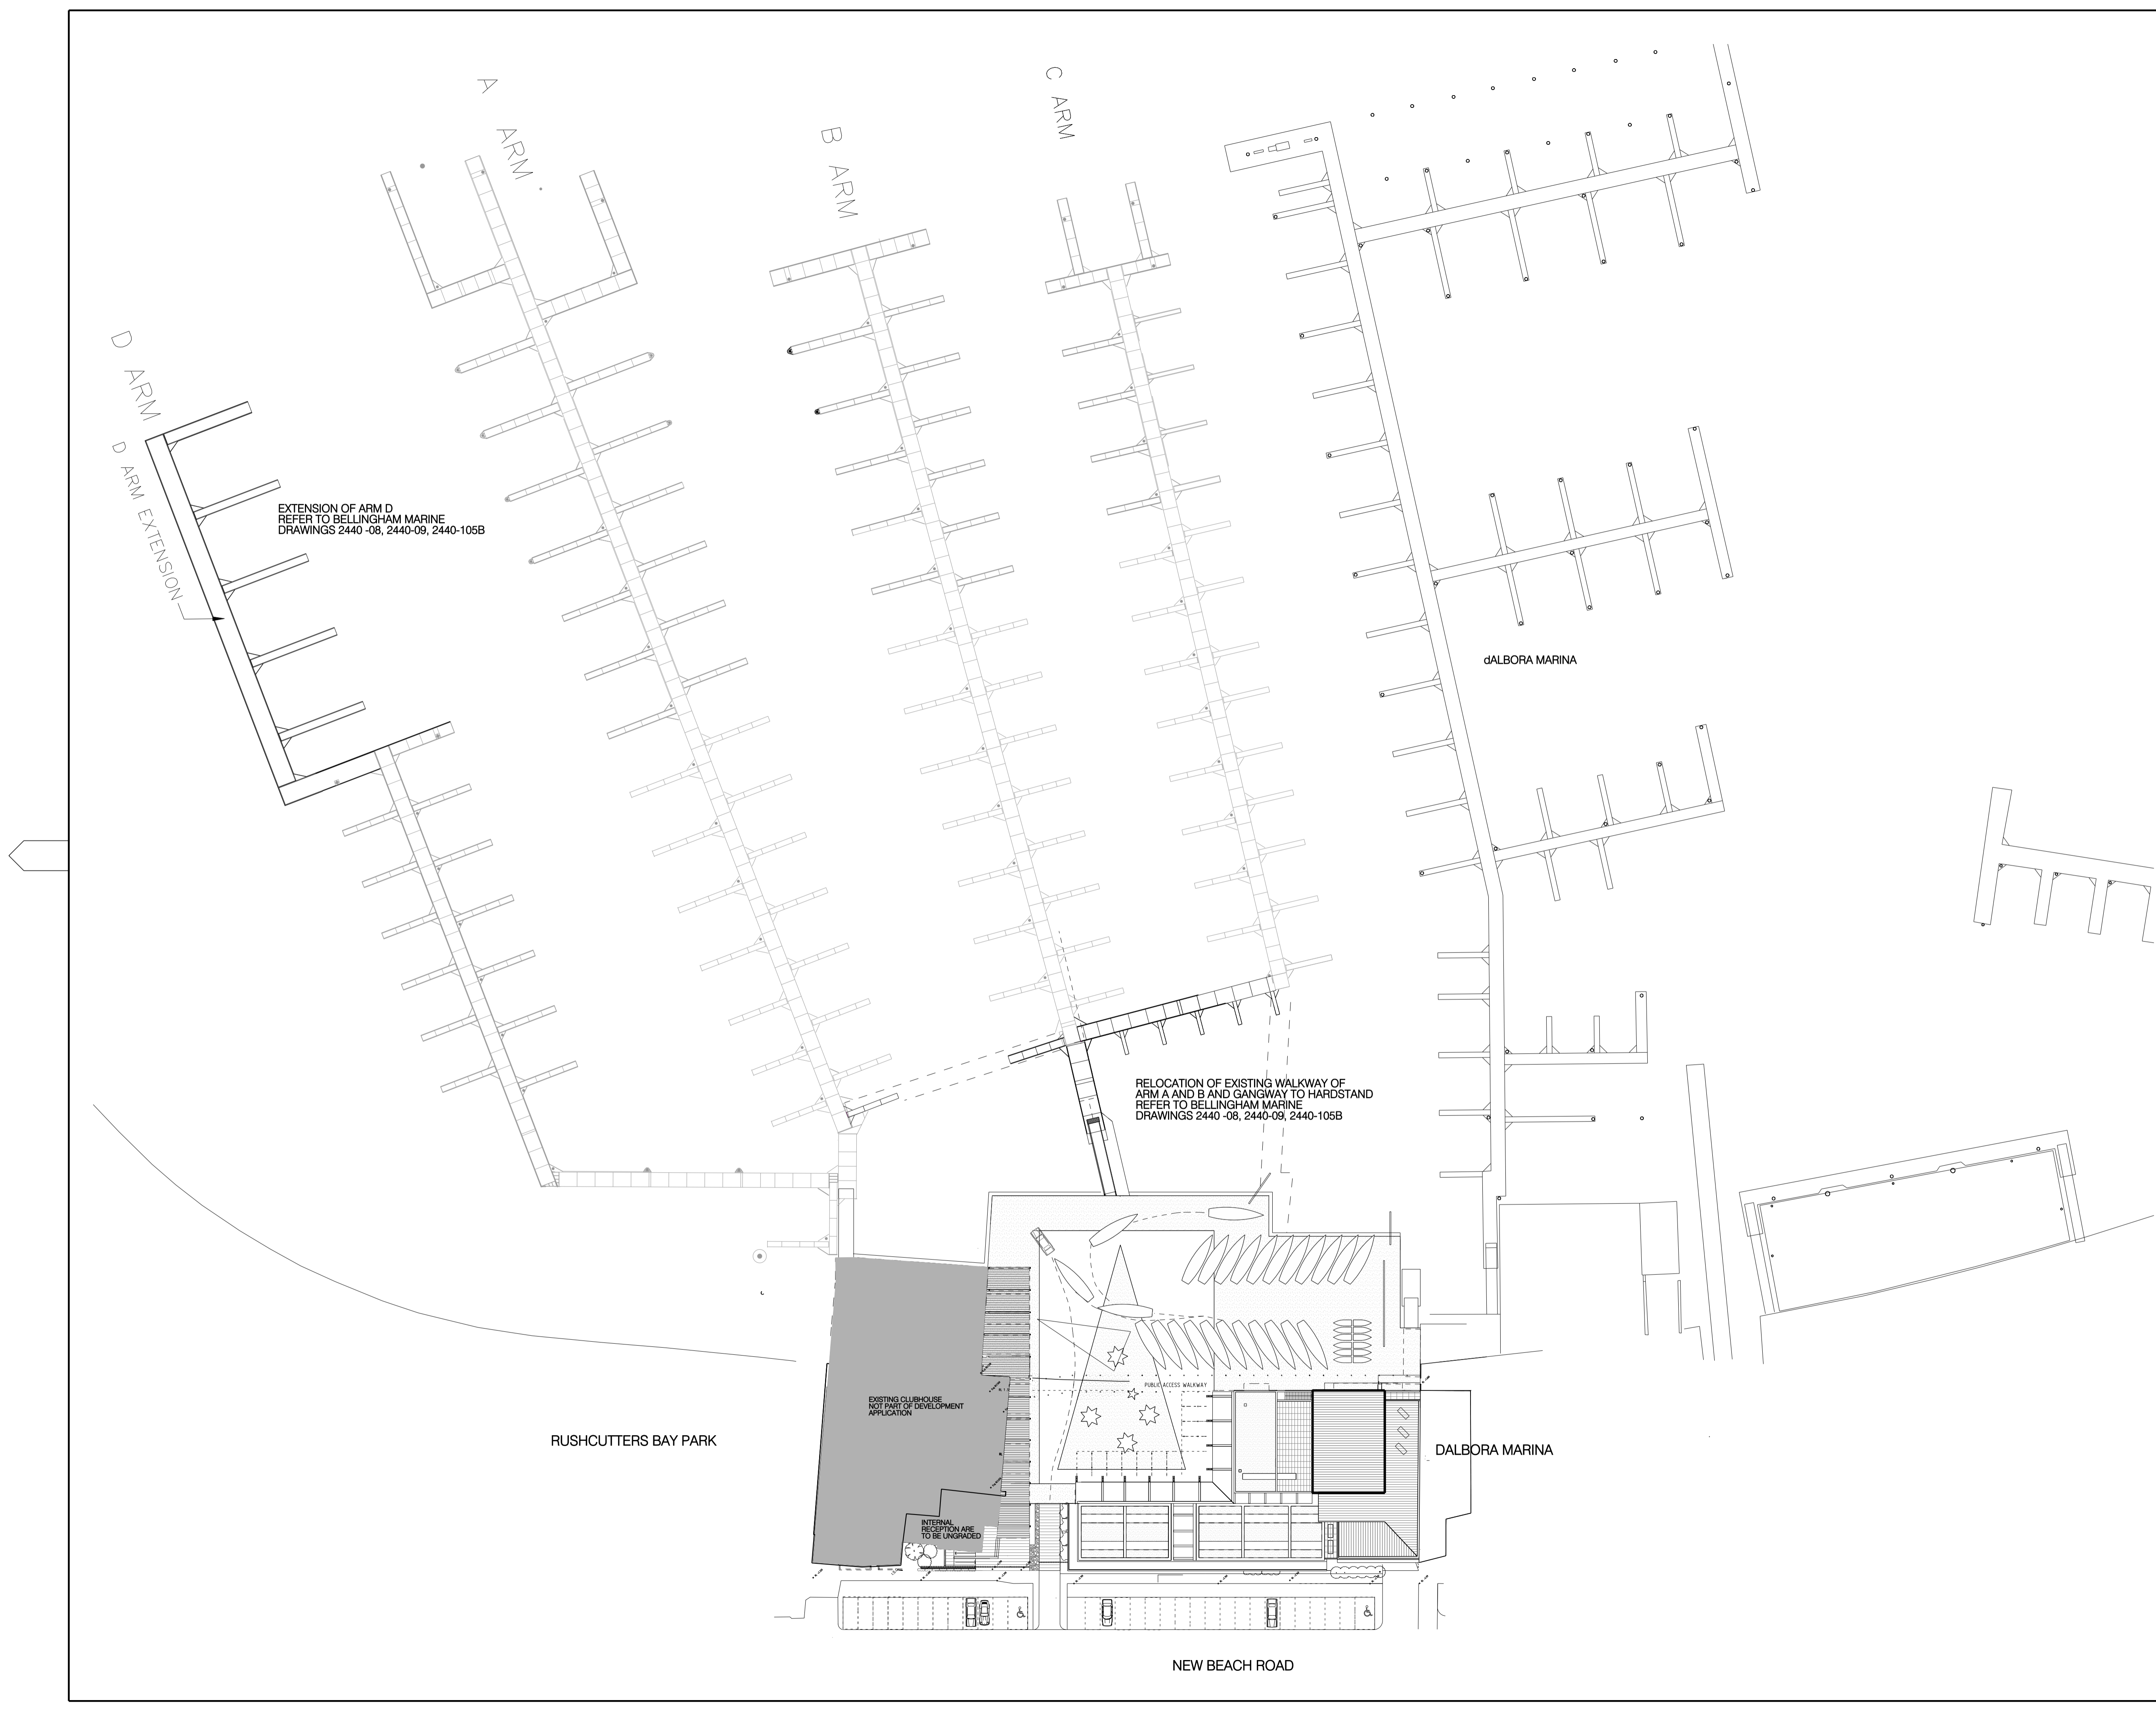 A ARM
B ARM
C ARM
D ARM
D ARM EXTENSION
EXTENSION OF ARM D
REFER TO BELLINGHAM MARINE
DRAWINGS 2440 -08, 2440-09, 2440-105B
dALBORA MARINA
RELOCATION OF EXISTING WALKWAY OF
ARM A AND B AND GANGWAY TO HARDSTAND
REFER TO BELLINGHAM MARINE
DRAWINGS 2440 -08, 2440-09, 2440-105B
PUBLIC ACCESS WALKWAY
EXISTING CLUBHOUSE
NOT PART OF DEVELOPMENT
APPLICATION
RUSHCUTTERS BAY PARK
DALBORA MARINA
INTERNAL
RECEPTION ARE
TO BE UNGRADED
NEW BEACH ROAD